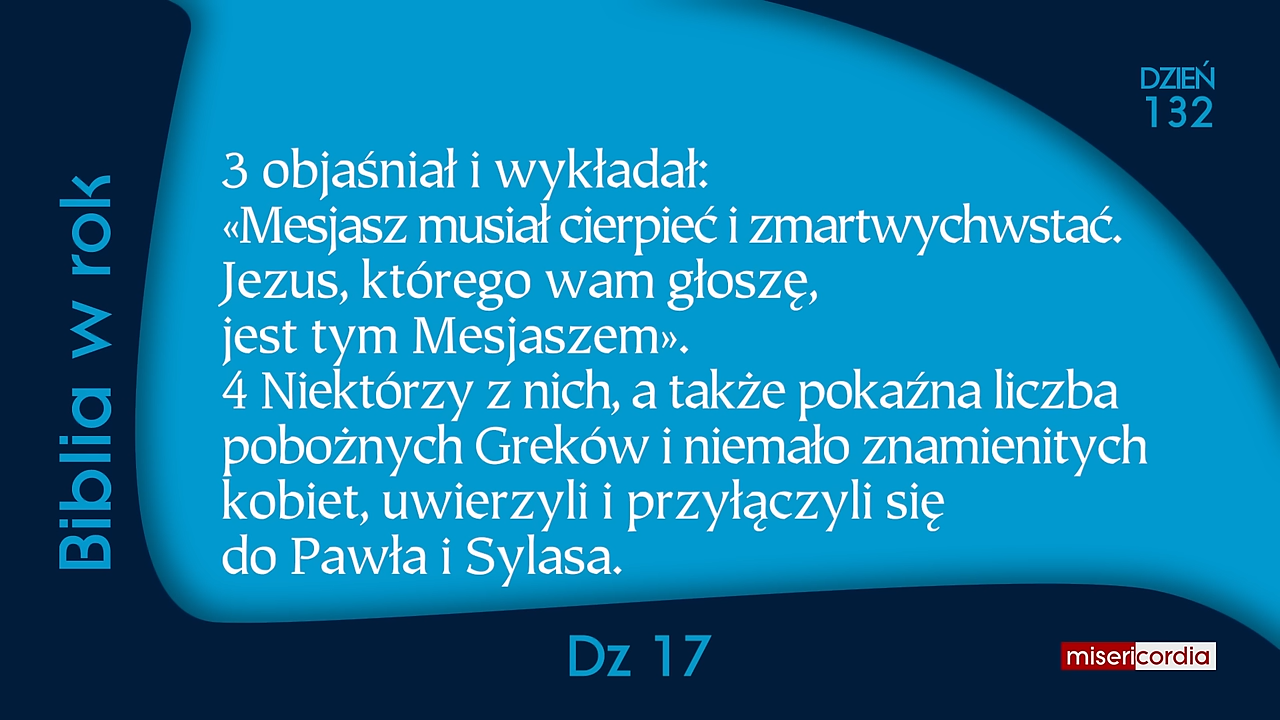 DZIEŃ
132
Biblia w rok
3 objaśniał i wykładał:
«Mesjasz musiał cierpieć i zmartwychwstać.
Jezus, którego wam głoszę,
jest tym Mesjaszem».
4 Niektórzy z nich, a także pokaźna liczba
pobożnych Greków i niemało znamienitych
kobiet, uwierzyli i przyłączyli się
do Pawła i Sylasa.
Dz 17
misericordia